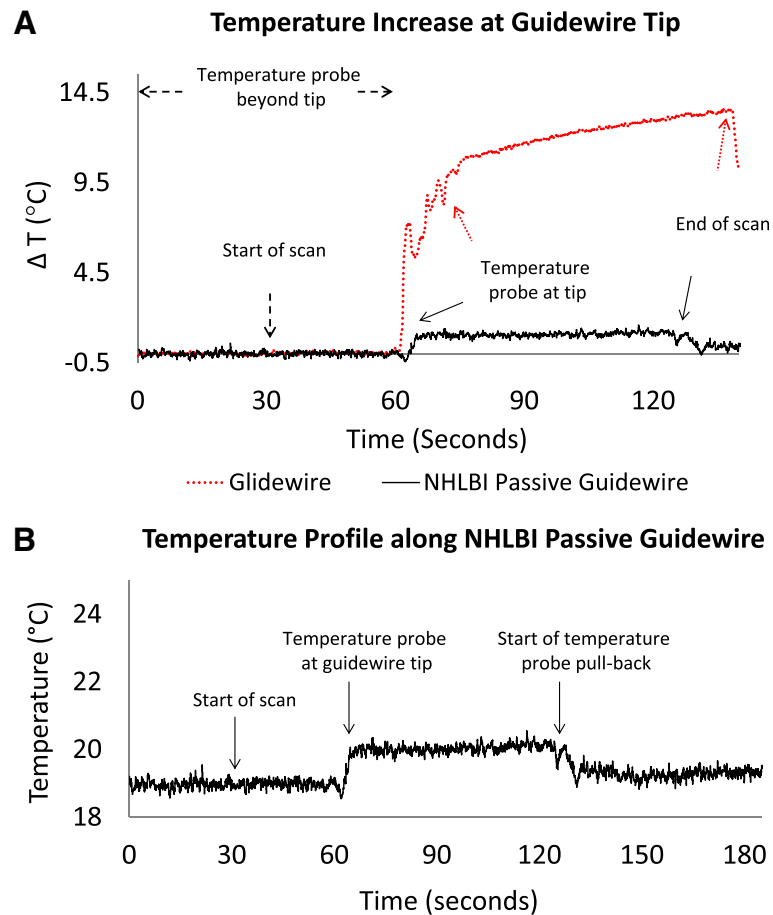 A
Temperature Increase at Guidewire Tip
Temperature probe
beyond tip
14.5
9.5
4.5
-0.5
Δ T (°C)
Start of scan
End of scan
Temperature
probe at tip
0 30 60 90 120
Time (Seconds)
Glidewire NHLBI Passive Guidewire
B
Temperature Profile along NHLBI Passive Guidewire
24
22
20
18
Temperature (°C)
Temperature probe
at guidewire tip
Start of temperature
probe pull-back
Start of scan
0 30 60 90 120 150 180
Time (seconds)